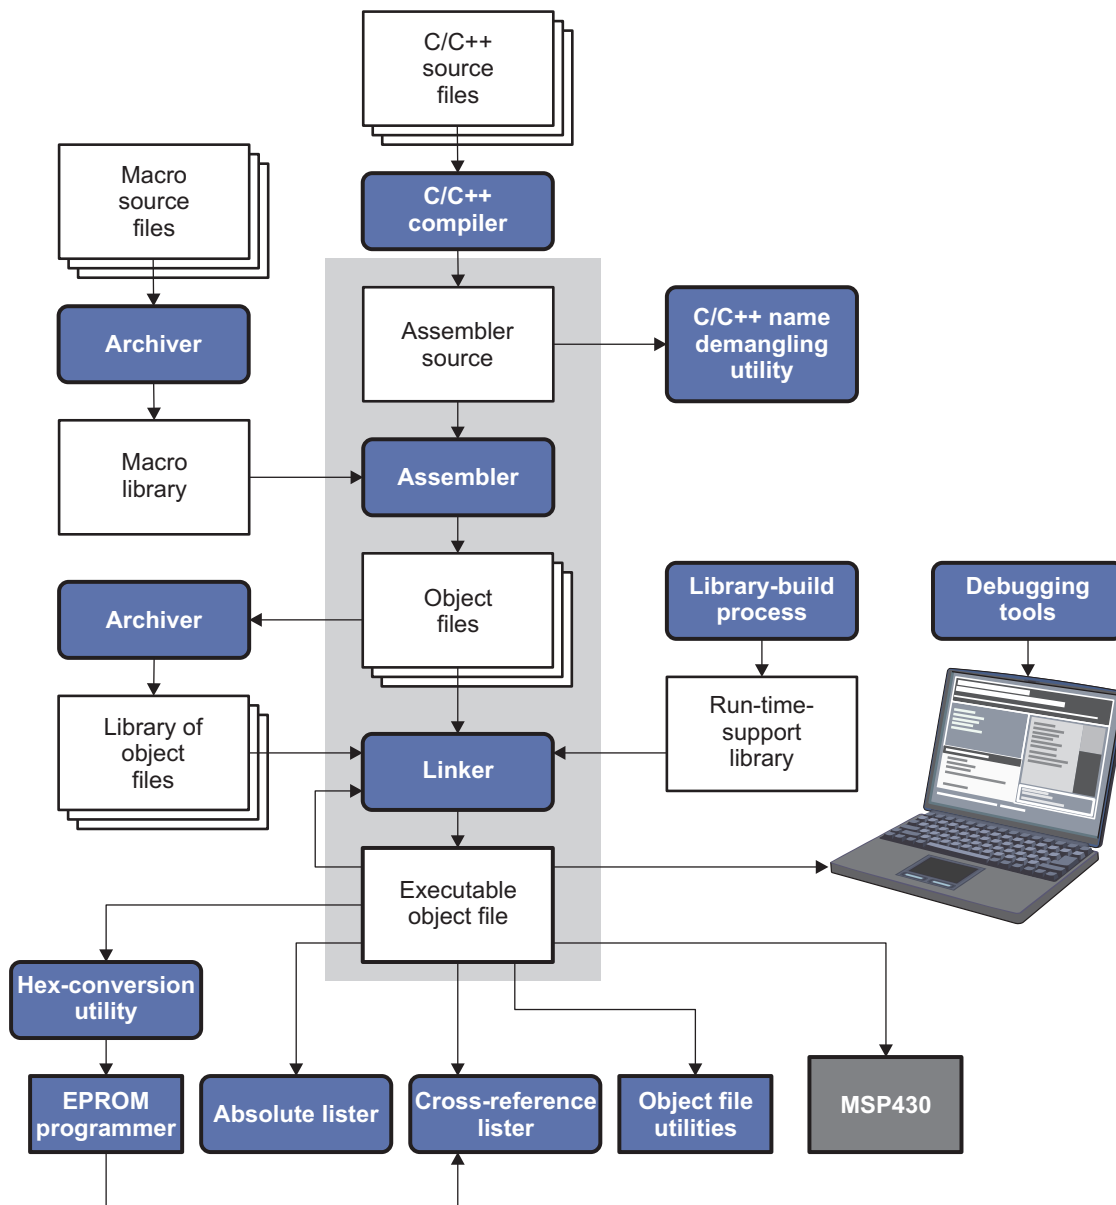 C/C++
source
files
Macro
source
files
C/C++
compiler
Archiver
Assembler
source
C/C++ name
demangling
utility
Macro
library
Assembler
Archiver
Object
files
Library-build
process
Debugging
tools
Library of
object
files
Linker
Run-time-
support
library
Executable
object file
Hex-conversion
utility
EPROM
programmer
Absolute lister
Cross-reference
lister
Object file
utilities
MSP430